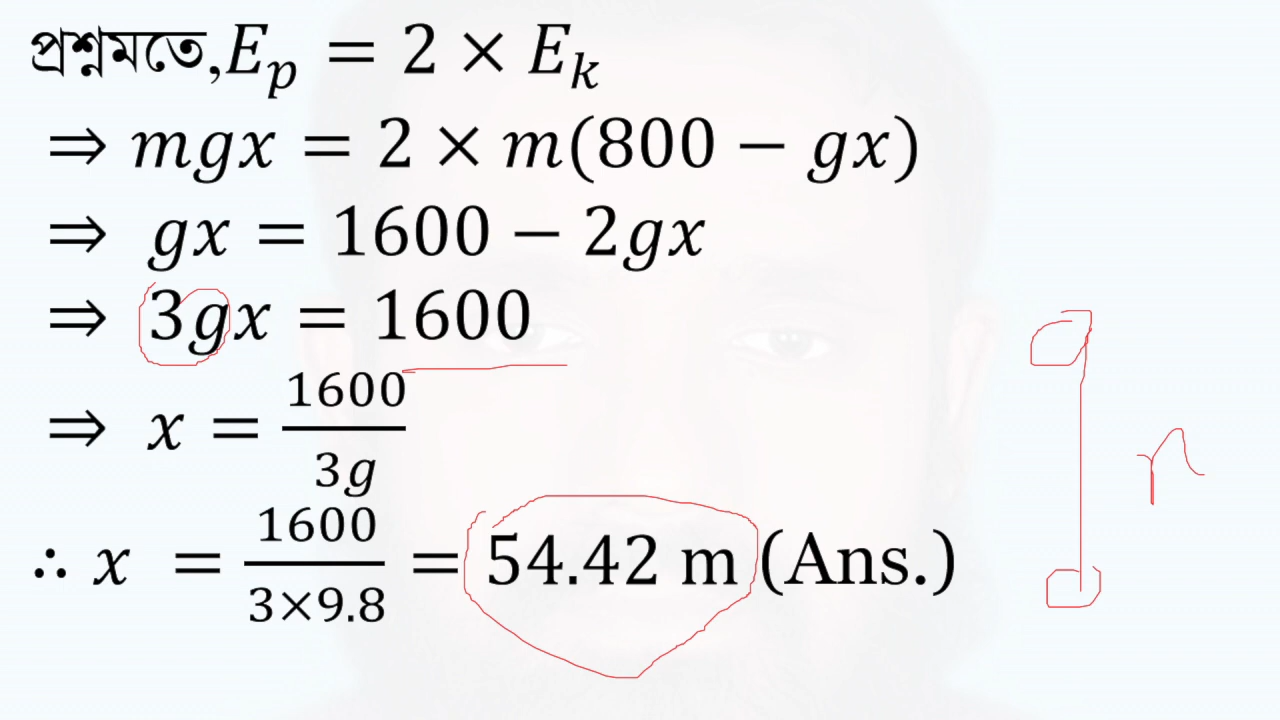 প্রশ্নমতে, E_p = 2 × E_k
⇒ mgx = 2 × m(800 − gx)
⇒ gx = 1600 − 2gx
⇒ 3gx = 1600
⇒ x = 1600/3g
∴ x = 1600/(3×9.8) = 54.42 m (Ans.)